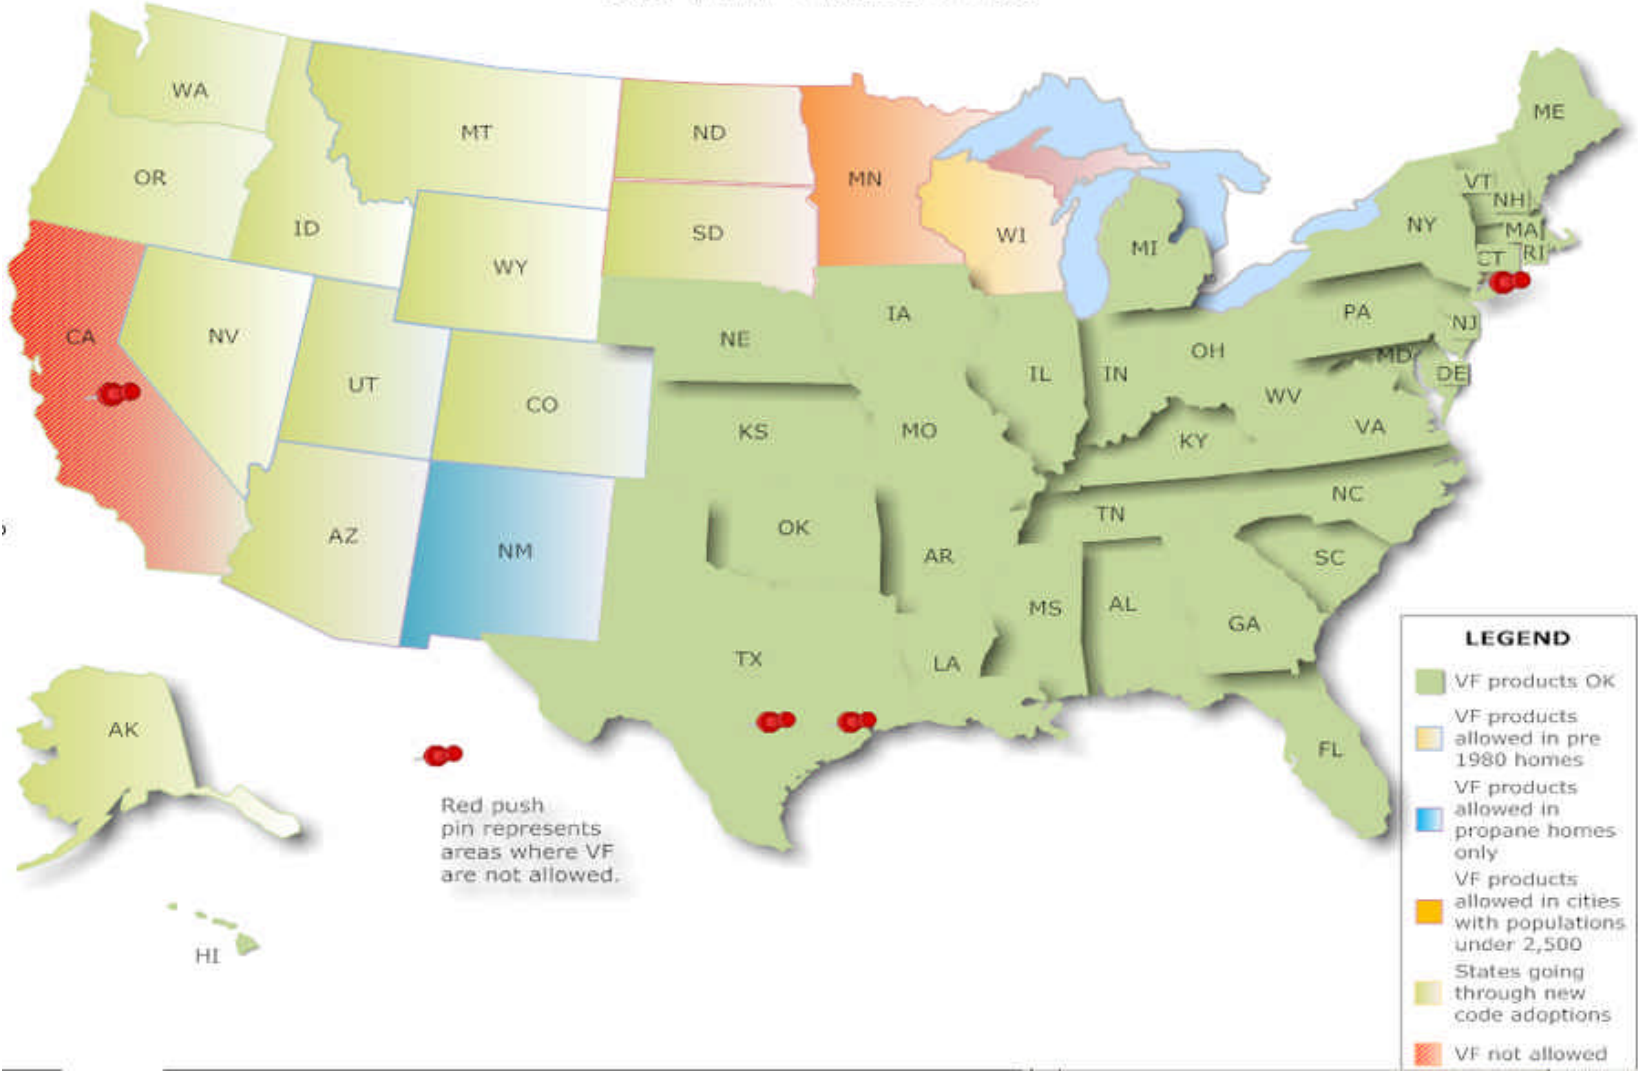 WA
MT
ND
MN
OR
ID
SD
WI
WY
MI
ME
VT
NH
NY
MA
CT
RI
CA
NV
NE
IA
PA
NJ
UT
CO
IL
IN
OH
MD
DE
WV
KS
MO
KY
VA
AZ
NM
OK
AR
TN
NC
SC
MS
AL
GA
TX
LA
FL
AK
HI
Red push
pin represents
areas where VF
are not allowed.
LEGEND
VF products OK
VF products
allowed in pre
1980 homes
VF products
allowed in
propane homes
only
VF products
allowed in cities
with populations
under 2,500
States going
through new
code adoptions
VF not allowed